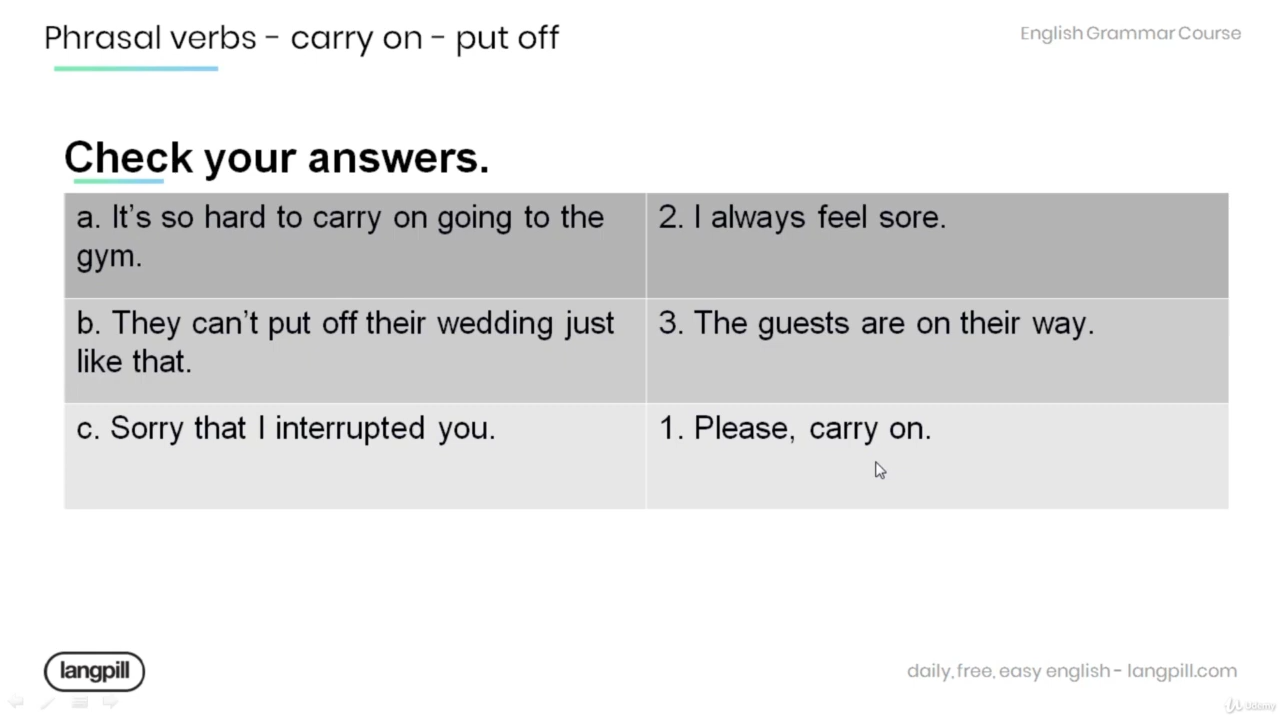 Phrasal verbs - carry on - put off
English Grammar Course
Check your answers.
a. It's so hard to carry on going to the
gym.
2. I always feel sore.
b. They can't put off their wedding just
like that.
3. The guests are on their way.
c. Sorry that I interrupted you.
1. Please, carry on.
langpill
daily, free, easy english - langpill.com
Udemy